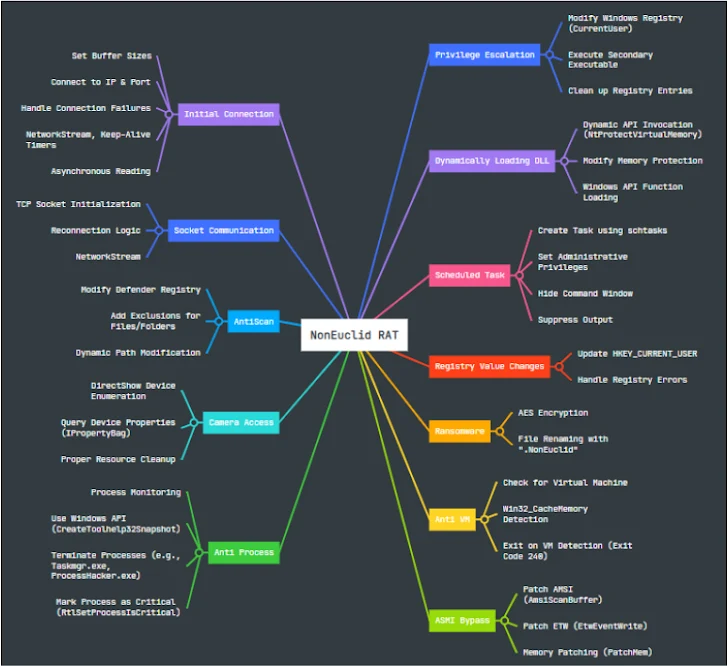 Set Buffer Sizes
Connect to IP & Port
Handle Connection Failures
NetworkStream, Keep-Alive
Timers
Asynchronous Reading
Initial Connection
TCP Socket Initialization
Reconnection Logic
NetworkStream
Socket Communication
Modify Defender Registry
Add Exclusions for
Files/Folders
Dynamic Path Modification
AntiScan
DirectShow Device
Enumeration
Query Device Properties
(IPropertyBag)
Proper Resource Cleanup
Camera Access
Process Monitoring
Use Windows API
(CreateToolhelp32Snapshot)
Terminate Processes (e.g.,
Taskmgr.exe,
ProcessHacker.exe)
Mark Process as Critical
(RtlSetProcessIsCritical)
Anti Process
NonEuclid RAT
Privilege Escalation
Modify Windows Registry
(CurrentUser)
Execute Secondary
Executable
Clean up Registry Entries
Dynamically Loading DLL
Dynamic API Invocation
(NtProtectVirtualMemory)
Modify Memory Protection
Windows API Function
Loading
Scheduled Task
Create Task using schtasks
Set Administrative
Privileges
Hide Command Window
Suppress Output
Registry Value Changes
Update HKEY_CURRENT_USER
Handle Registry Errors
Ransomware
AES Encryption
File Renaming with
".NonEuclid"
Anti VM
Check for Virtual Machine
Win32_CacheMemory
Detection
Exit on VM Detection (Exit
Code 240)
ASMI Bypass
Patch AMSI
(AmsiScanBuffer)
Patch ETW (EtwEventWrite)
Memory Patching (PatchMem)